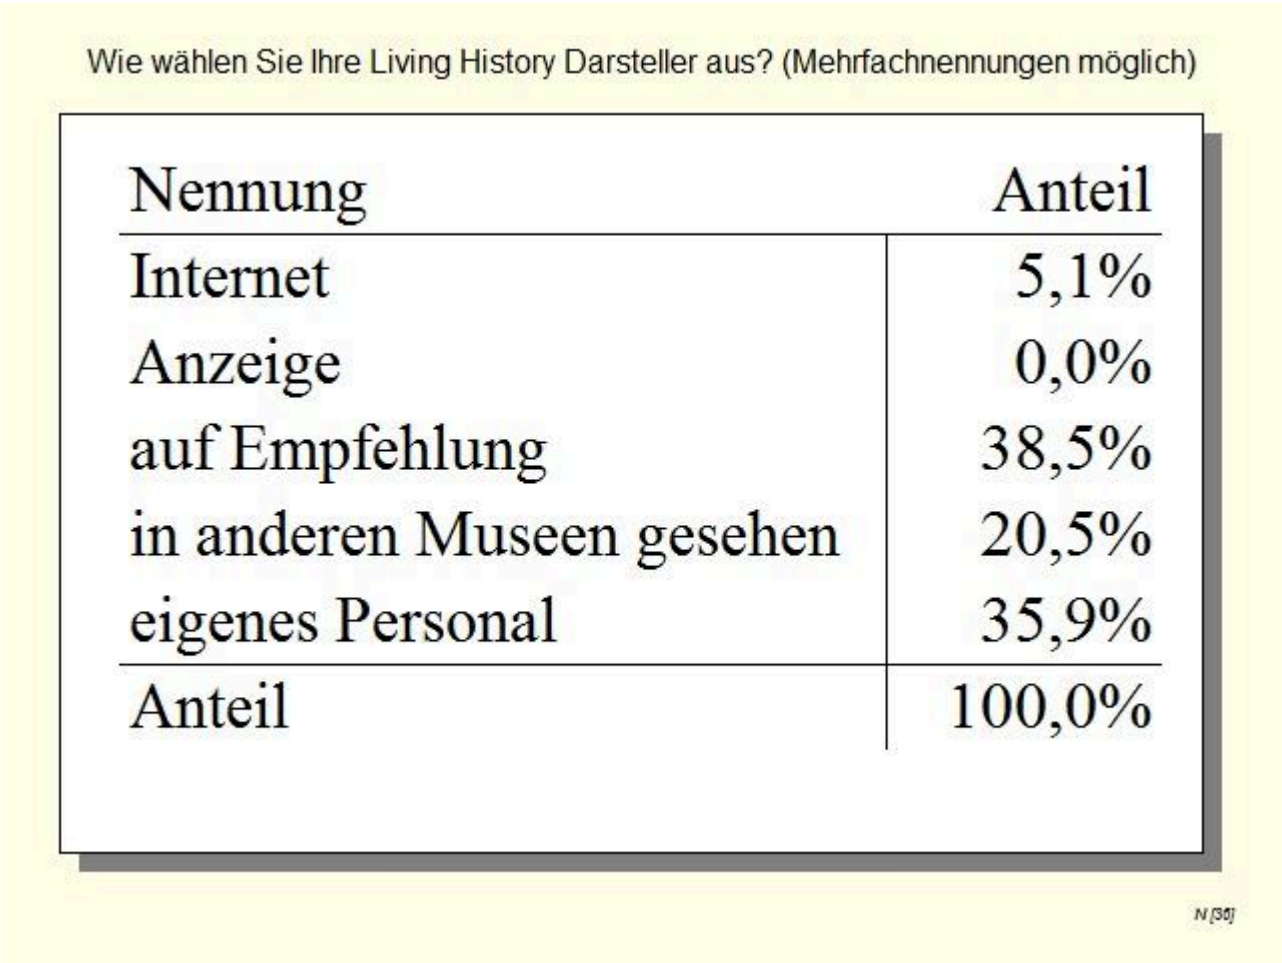 Wie wählen Sie Ihre Living History Darsteller aus? (Mehrfachnennungen möglich)
Nennung Anteil
Internet 5,1%
Anzeige 0,0%
auf Empfehlung 38,5%
in anderen Museen gesehen 20,5%
eigenes Personal 35,9%
Anteil 100,0%
N [36]